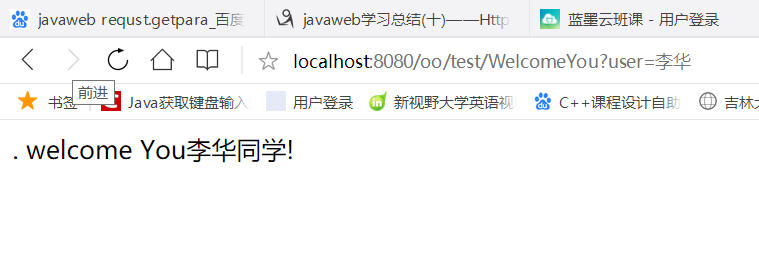 javaweb requst.getpara_百度 javaweb学习总结(十)——Http 蓝墨云班课 - 用户登录
localhost:8080/oo/test/WelcomeYou?user=李华
前进
书签 Java获取键盘输入 用户登录 新视野大学英语视 C++课程设计自助 吉林大
. welcome You李华同学!